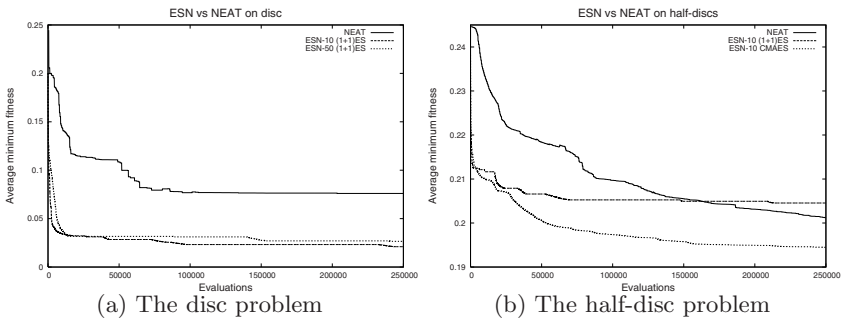 ESN vs NEAT on disc
NEAT
ESN-10 (1+1)ES
ESN-50 (1+1)ES
Average minimum fitness
0.25
0.2
0.15
0.1
0.05
0
0 50000 100000 150000 200000 250000
Evaluations
(a) The disc problem
ESN vs NEAT on half-discs
NEAT
ESN-10 (1+1)ES
ESN-10 CMAES
Average minimum fitness
0.24
0.23
0.22
0.21
0.2
0.19
0 50000 100000 150000 200000 250000
Evaluations
(b) The half-disc problem